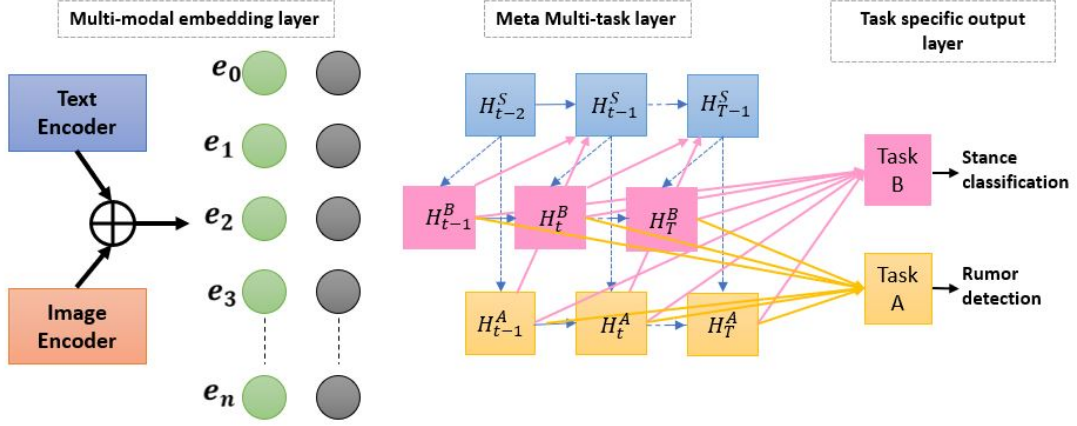 Multi-modal embedding layer
Meta Multi-task layer
Task specific output
layer
Text
Encoder
Image
Encoder
e₀
e₁
e₂
e₃
eₙ
H^S_{t-2}
H^S_{t-1}
H^S_{T-1}
H^B_{t-1}
H^B_t
H^B_T
H^A_{t-1}
H^A_t
H^A_T
Task
B
Stance
classification
Task
A
Rumor
detection